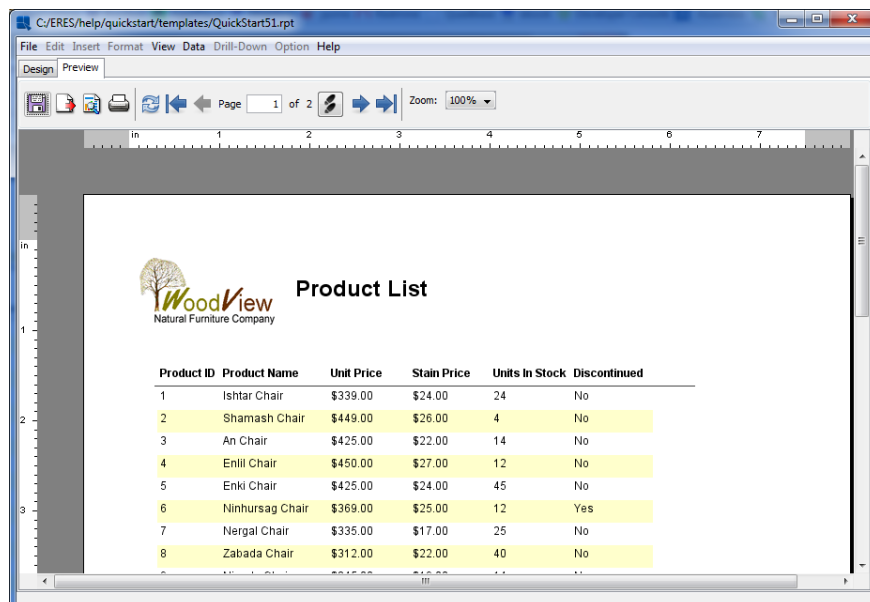 C:/ERES/help/quickstart/templates/QuickStart51.rpt
File Edit Insert Format View Data Drill-Down Option Help
Design Preview
Page 1 of 2 Zoom: 100%
in 1 2 3 4 5 6 7
in
WoodView
Natural Furniture Company
Product List
1
Product ID Product Name Unit Price Stain Price Units In Stock Discontinued
1 Ishtar Chair $339.00 $24.00 24 No
2
2 Shamash Chair $449.00 $26.00 4 No
3 An Chair $425.00 $22.00 14 No
4 Enlil Chair $450.00 $27.00 12 No
5 Enki Chair $425.00 $24.00 45 No
3
6 Ninhursag Chair $369.00 $25.00 12 Yes
7 Nergal Chair $335.00 $17.00 25 No
8 Zabada Chair $312.00 $22.00 40 No